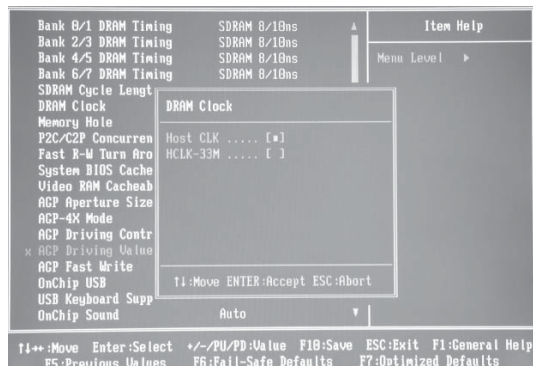 Bank 0/1 DRAM Timing SDRAM 8/10ns Item Help
Bank 2/3 DRAM Timing SDRAM 8/10ns
Bank 4/5 DRAM Timing SDRAM 8/10ns Menu Level ▶
Bank 6/7 DRAM Timing SDRAM 8/10ns
SDRAM Cycle Lengt
DRAM Clock
Memory Hole
P2C/C2P Concurren
Fast R-W Turn Aro
System BIOS Cache
Video RAM Cacheab
AGP Aperture Size
AGP-4X Mode
AGP Driving Contr
x AGP Driving Value
AGP Fast Write
OnChip USB
USB Keyboard Supp
OnChip Sound Auto
DRAM Clock
Host CLK ..... [■]
HCLK-33M ..... [ ]
↑↓:Move ENTER:Accept ESC:Abort
↑↓↔:Move Enter:Select +/-/PU/PD:Value F10:Save ESC:Exit F1:General Help
F5:Previous Values F6:Fail-Safe Defaults F7:Optimized Defaults